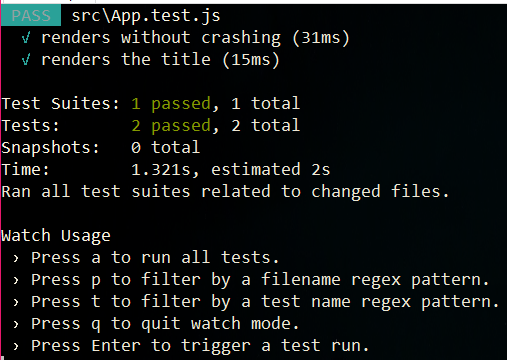 PASS src\App.test.js
√ renders without crashing (31ms)
√ renders the title (15ms)
Test Suites: 1 passed, 1 total
Tests: 2 passed, 2 total
Snapshots: 0 total
Time: 1.321s, estimated 2s
Ran all test suites related to changed files.
Watch Usage
› Press a to run all tests.
› Press p to filter by a filename regex pattern.
› Press t to filter by a test name regex pattern.
› Press q to quit watch mode.
› Press Enter to trigger a test run.